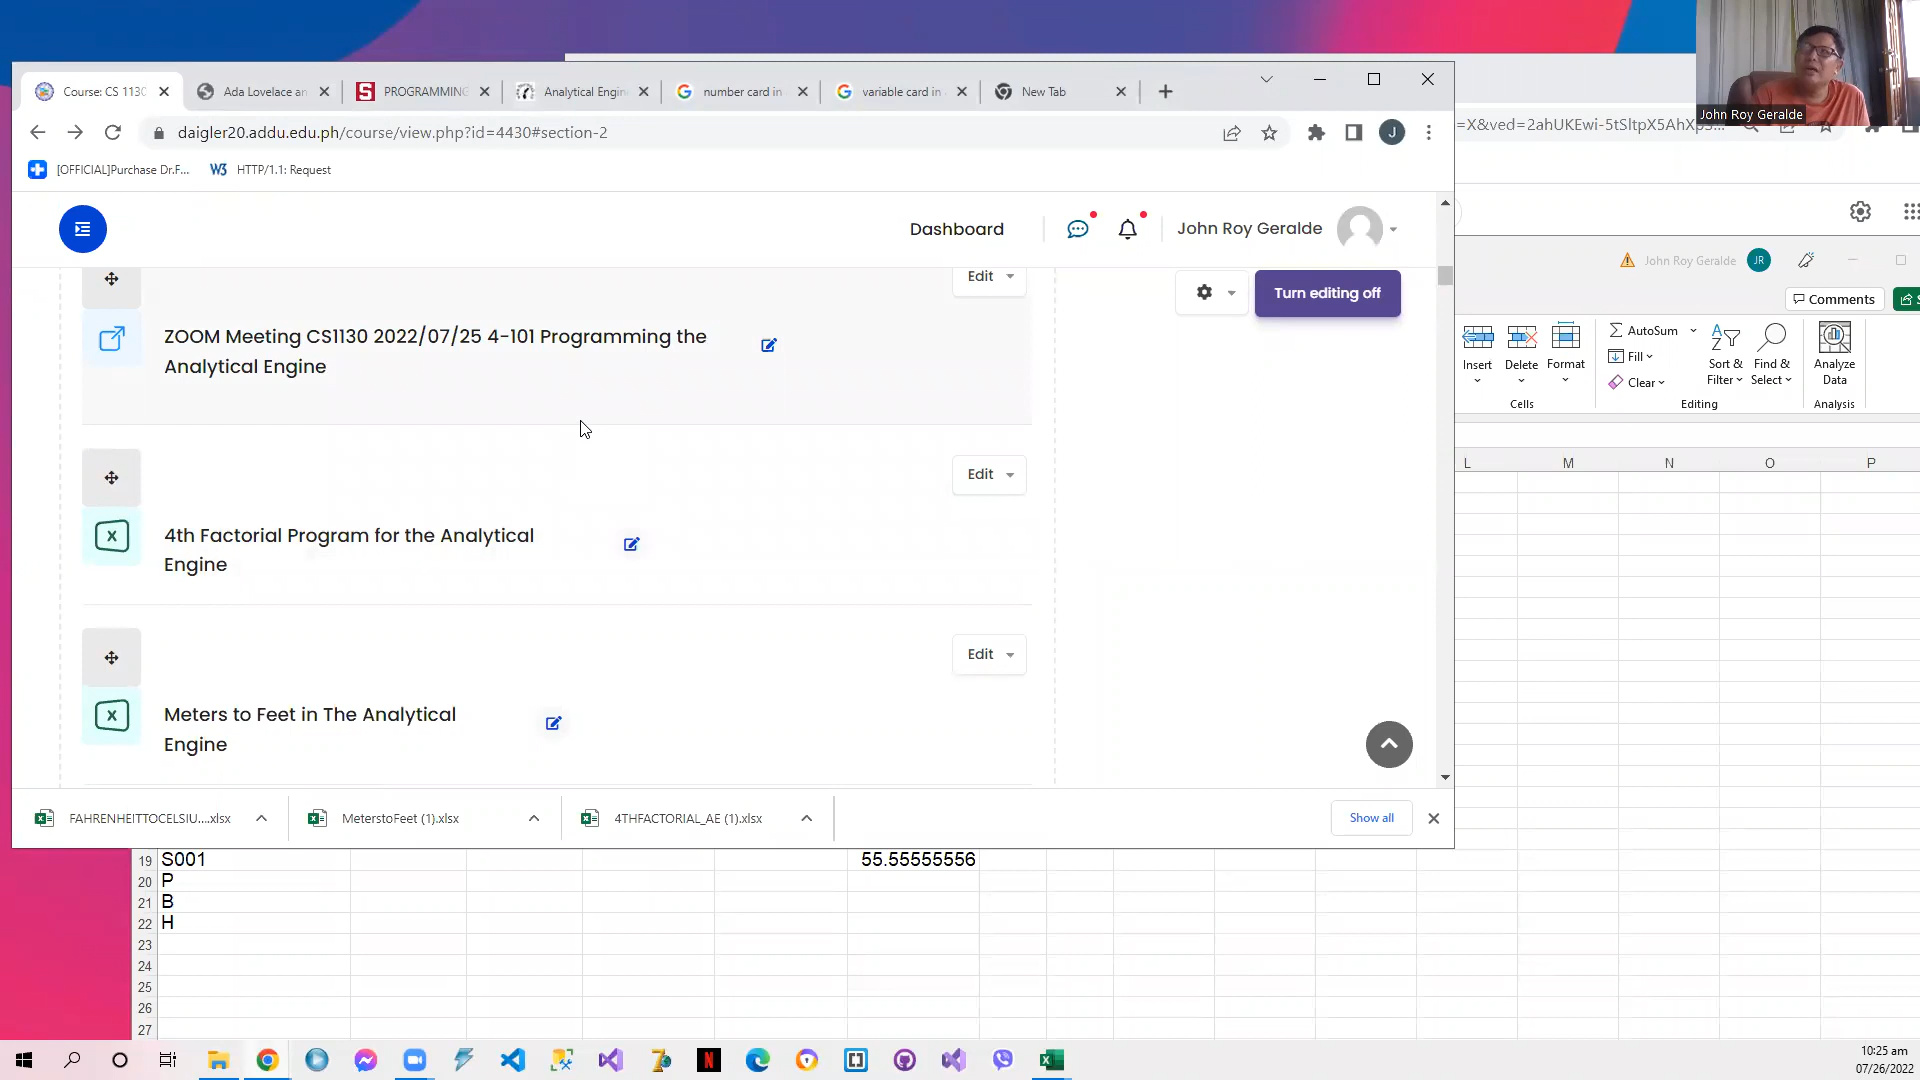 Course: CS 1130
Ada Lovelace an
PROGRAMMING
Analytical Engin
number card in
variable card in
New Tab
daigler20.addu.edu.ph/course/view.php?id=4430#section-2
J
[OFFICIAL]Purchase Dr.F...
W3
HTTP/1.1: Request
John Roy Geralde
Dashboard
John Roy Geralde
Edit
Turn editing off
ZOOM Meeting CS1130 2022/07/25 4-101 Programming the
Analytical Engine
Edit
4th Factorial Program for the Analytical
Engine
Edit
Meters to Feet in The Analytical
Engine
FAHRENHEITTOCELSIU....xlsx
MeterstoFeet (1).xlsx
4THFACTORIAL_AE (1).xlsx
Show all
John Roy Geralde
JR
Comments
Insert
Delete
Format
Cells
AutoSum
Fill
Clear
Sort &
Filter
Find &
Select
Editing
Analyze
Data
Analysis
L
M
N
O
P
19 S001 55.55555556
20 P
21 B
22 H
23
24
25
26
27
10:25 am
07/26/2022